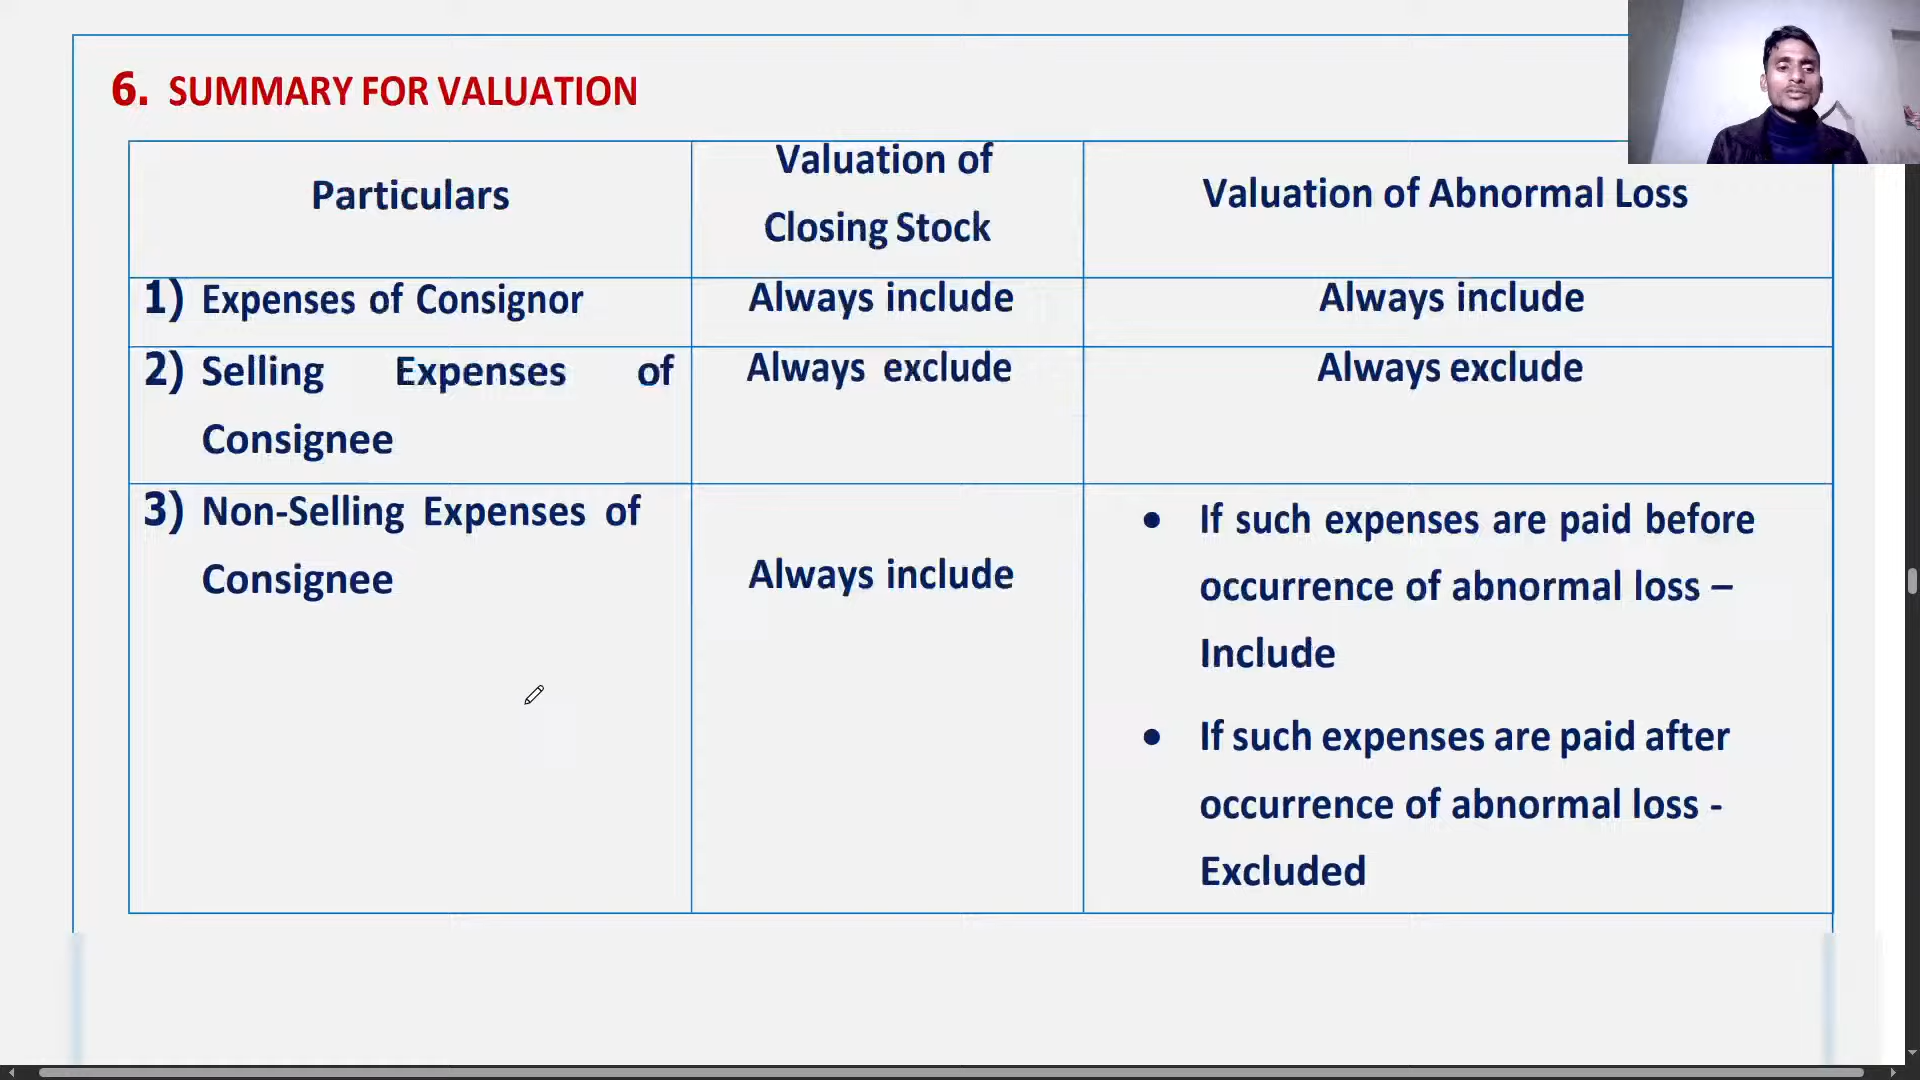 6. SUMMARY FOR VALUATION
Particulars
Valuation of
Closing Stock
Valuation of Abnormal Loss
1) Expenses of Consignor
Always include
Always include
2) Selling Expenses of
Consignee
Always exclude
Always exclude
3) Non-Selling Expenses of
Consignee
Always include
• If such expenses are paid before
occurrence of abnormal loss –
Include
• If such expenses are paid after
occurrence of abnormal loss -
Excluded